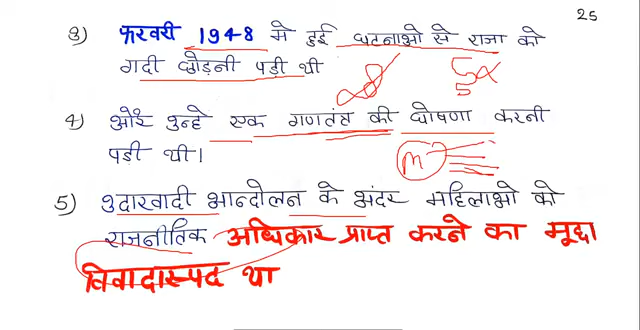 25
3) फरवरी 1948 मे हुई घटनाओ से राजा को
गदी छोड़नी पडी थी
4) और उन्हे एक गणतंत्र की घोषणा करनी
पडी थी।
5) उदारवादी आन्दोलन के अंदर महिलाओ को
राजनीतिक अधिकार प्राप्त करने का मूद्दा
विवादास्पद था